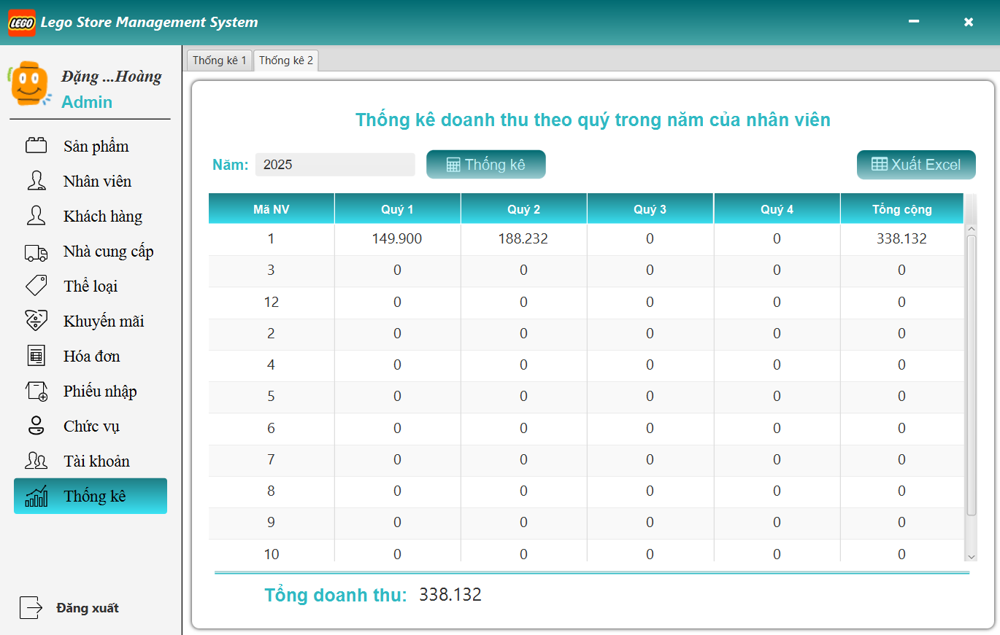 LEGO Lego Store Management System
Đặng ...Hoàng
Admin
Sản phẩm
Nhân viên
Khách hàng
Nhà cung cấp
Thể loại
Khuyến mãi
Hóa đơn
Phiếu nhập
Chức vụ
Tài khoản
Thống kê
Đăng xuất
Thống kê 1 Thống kê 2
Thống kê doanh thu theo quý trong năm của nhân viên
Năm: 2025 Thống kê Xuất Excel
Mã NV Quý 1 Quý 2 Quý 3 Quý 4 Tổng cộng
1 149.900 188.232 0 0 338.132
3 0 0 0 0 0
12 0 0 0 0 0
2 0 0 0 0 0
4 0 0 0 0 0
5 0 0 0 0 0
6 0 0 0 0 0
7 0 0 0 0 0
8 0 0 0 0 0
9 0 0 0 0 0
10 0 0 0 0 0
Tổng doanh thu: 338.132